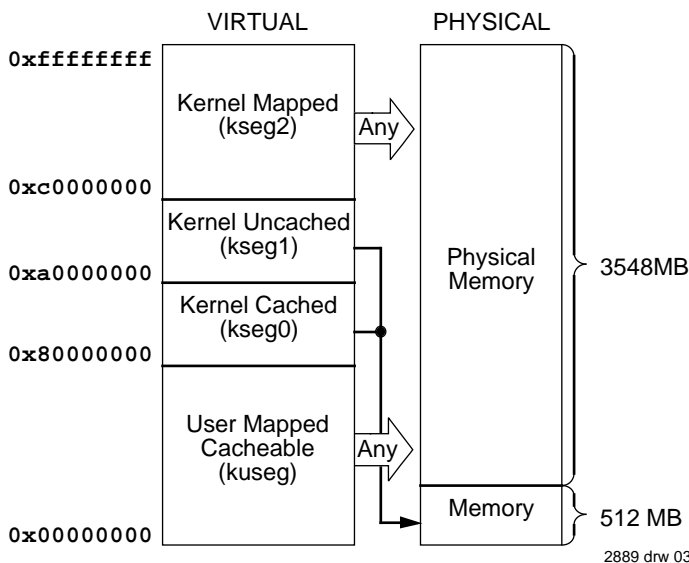 VIRTUAL
PHYSICAL
0xffffffff
Kernel Mapped
(kseg2)
Any
0xc0000000
Kernel Uncached
(kseg1)
0xa0000000
Kernel Cached
(kseg0)
0x80000000
Physical
Memory
3548MB
User Mapped
Cacheable
(kuseg)
Any
0x00000000
Memory
512 MB
2889 drw 03